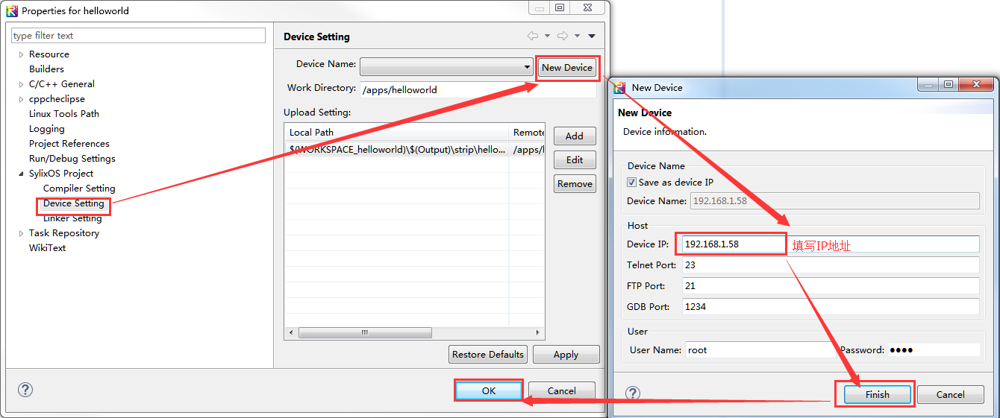 Properties for helloworld
type filter text
Resource
Builders
C/C++ General
cppcheclipse
Linux Tools Path
Logging
Project References
Run/Debug Settings
SylixOS Project
Compiler Setting
Device Setting
Linker Setting
Task Repository
WikiText
Device Setting
Device Name:
New Device
Work Directory: /apps/helloworld
Upload Setting:
Local Path Remote
$(WORKSPACE_helloworld)\$(Output)\strip\hello... /apps/l
Add
Edit
Remove
Restore Defaults Apply
OK Cancel
New Device
New Device
Device information.
Device Name
Save as device IP
Device Name: 192.168.1.58
Host
Device IP: 192.168.1.58 填写IP地址
Telnet Port: 23
FTP Port: 21
GDB Port: 1234
User
User Name: root Password: ●●●●
Finish Cancel